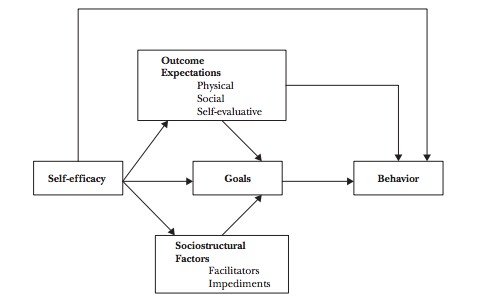 Outcome
Expectations
Physical
Social
Self-evaluative
Self-efficacy
Goals
Behavior
Sociostructural
Factors
Facilitators
Impediments